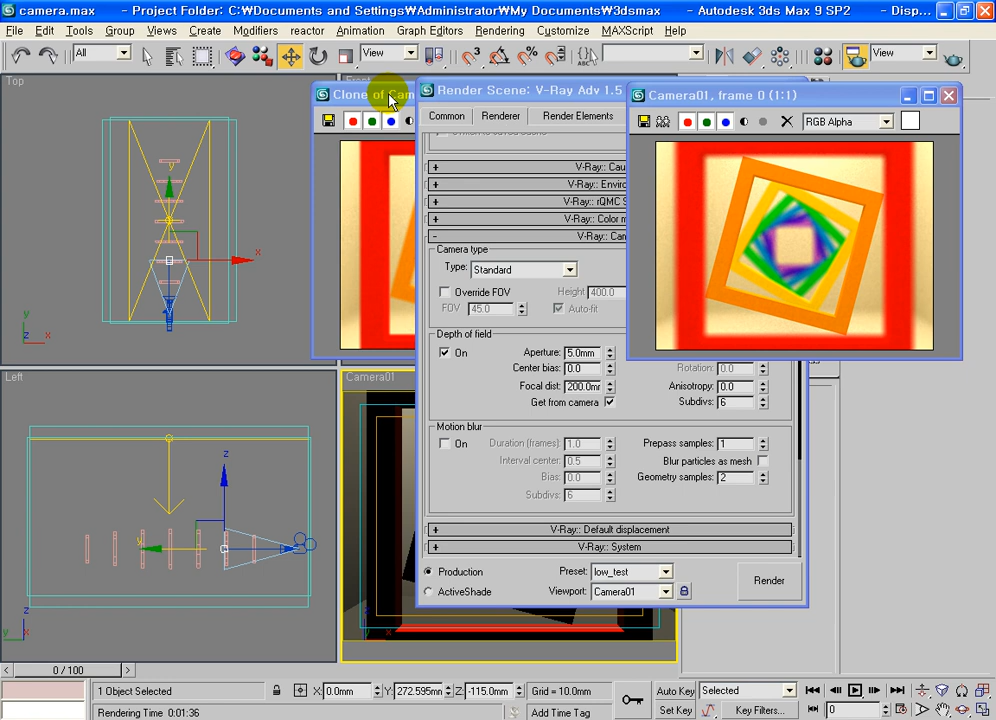 camera.max - Project Folder: C:₩Documents and Settings₩Administrator₩My Documents₩3dsmax - Autodesk 3ds Max 9 SP2 - Disp...
File Edit Tools Group Views Create Modifiers reactor Animation Graph Editors Rendering Customize MAXScript Help
All View View
Top
Clone of Cam
Render Scene: V-Ray Adv 1.5
Camera01, frame 0 (1:1)
Common Renderer Render Elements
RGB Alpha
+ V-Ray:: Cau
+ V-Ray:: Enviro
+ V-Ray:: rQMC S
+ V-Ray:: Color m
- V-Ray:: Cam
Camera type
Type: Standard
Override FOV Height 400.0
FOV 45.0 Auto-fit
Depth of field
On Aperture: 5.0mm
Center bias: 0.0 Rotation: 0.0
Focal dist: 200.0mm Anisotropy: 0.0
Get from camera Subdivs: 6
Motion blur
On Duration (frames): 1.0 Prepass samples: 1
Interval center: 0.5 Blur particles as mesh
Bias: 0.0 Geometry samples: 2
Subdivs: 6
+ V-Ray:: Default displacement
+ V-Ray:: System
Production Preset: low_test
ActiveShade Viewport: Camera01 Render
Left Camera01
x y z
0 / 100
1 Object Selected X: 0.0mm Y: 272.595mm Z: -115.0mm Grid = 10.0mm Auto Key Selected
Rendering Time 0:01:36 Add Time Tag Set Key Key Filters... 0